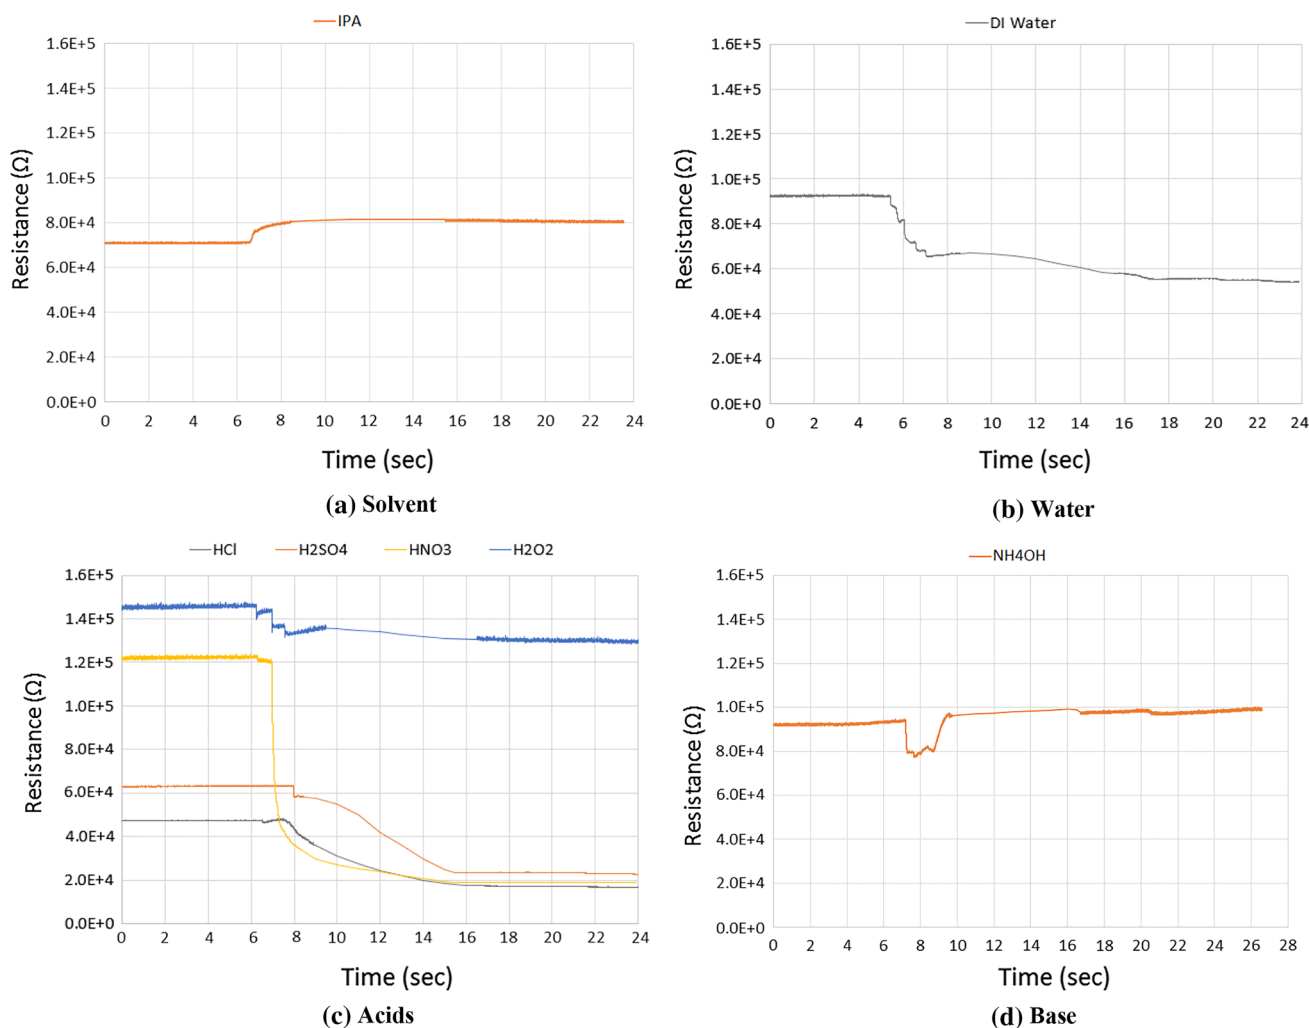 IPA
1.6E+5
1.4E+5
1.2E+5
1.0E+5
8.0E+4
6.0E+4
4.0E+4
2.0E+4
0.0E+0
Resistance (Ω)
0 2 4 6 8 10 12 14 16 18 20 22 24
Time (sec)
(a) Solvent
DI Water
1.6E+5
1.4E+5
1.2E+5
1.0E+5
8.0E+4
6.0E+4
4.0E+4
2.0E+4
0.0E+0
Resistance (Ω)
0 2 4 6 8 10 12 14 16 18 20 22 24
Time (sec)
(b) Water
HCl H2SO4 HNO3 H2O2
1.6E+5
1.4E+5
1.2E+5
1.0E+5
8.0E+4
6.0E+4
4.0E+4
2.0E+4
0.0E+0
Resistance (Ω)
0 2 4 6 8 10 12 14 16 18 20 22 24
Time (sec)
(c) Acids
NH4OH
1.6E+5
1.4E+5
1.2E+5
1.0E+5
8.0E+4
6.0E+4
4.0E+4
2.0E+4
0.0E+0
Resistance (Ω)
0 2 4 6 8 10 12 14 16 18 20 22 24 26 28
Time (sec)
(d) Base